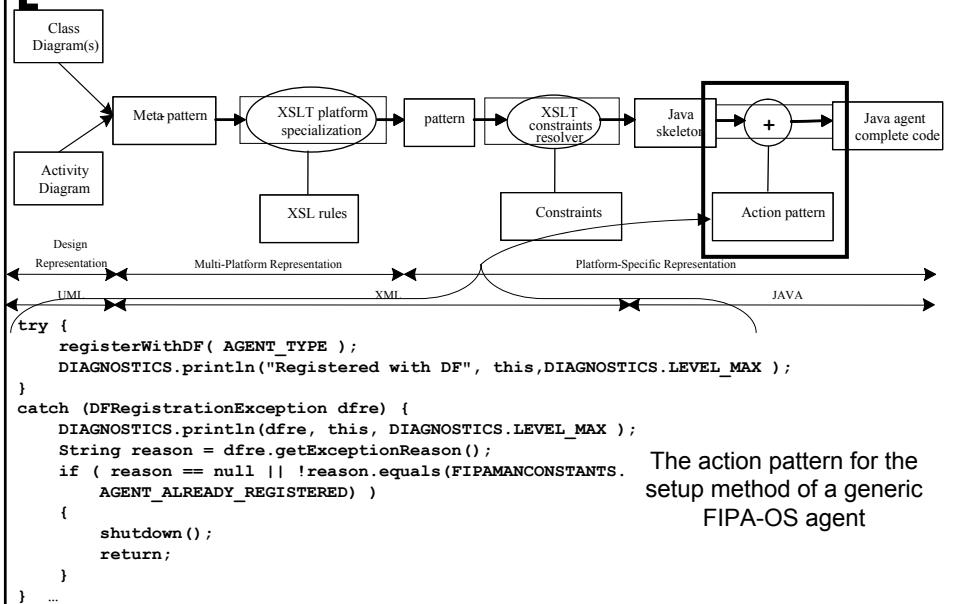 Class
Diagram(s)
Activity
Diagram
Meta-pattern
XSLT platform
specialization
XSL rules
pattern
XSLT
constraints
resolver
Constraints
Java
skeleton
+
Action pattern
Java agent
complete code
Design
Representation
Multi-Platform Representation
Platform-Specific Representation
UML
XML
JAVA
try {
registerWithDF( AGENT_TYPE );
DIAGNOSTICS.println("Registered with DF", this,DIAGNOSTICS.LEVEL_MAX );
}
catch (DFRegistrationException dfre) {
DIAGNOSTICS.println(dfre, this, DIAGNOSTICS.LEVEL_MAX );
String reason = dfre.getExceptionReason();
if ( reason == null || !reason.equals(FIPAMANCONSTANTS.
AGENT_ALREADY_REGISTERED) )
{
shutdown();
return;
}
} …
The action pattern for the
setup method of a generic
FIPA-OS agent